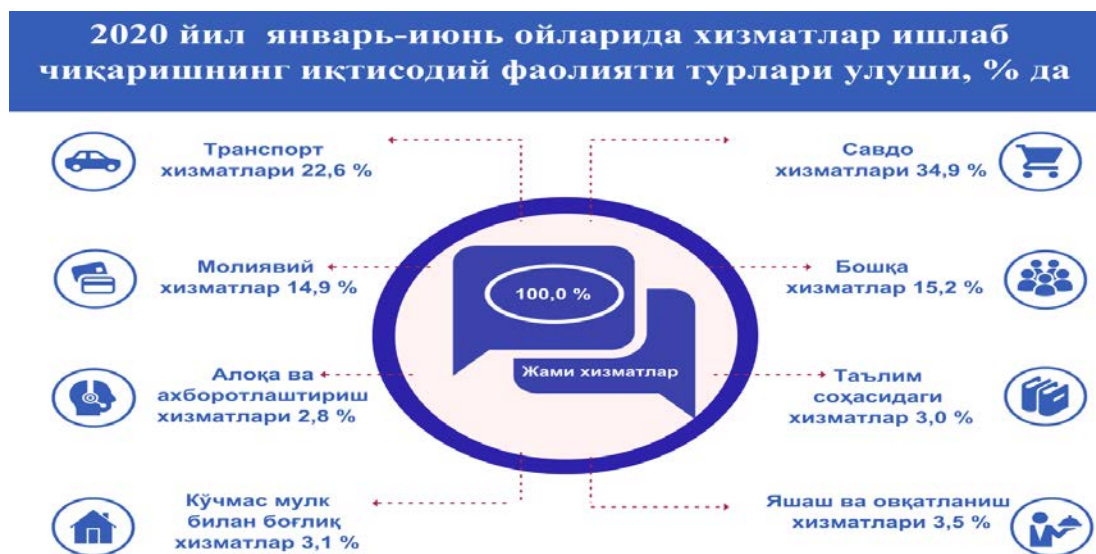 2020 йил январь-июнь ойларида хизматлар ишлаб
чиқаришнинг иқтисодий фаолияти турлари улуши, % да
Транспорт
хизматлари 22,6 %
Савдо
хизматлари 34,9 %
Молиявий
хизматлар 14,9 %
100,0 %
Бошқа
хизматлар 15,2 %
Жами хизматлар
Алоқа ва
ахборотлаштириш
хизматлари 2,8 %
Таълим
соҳасидаги
хизматлар 3,0 %
Кўчмас мулк
билан боғлиқ
хизматлар 3,1 %
Яшаш ва овқатланиш
хизматлари 3,5 %